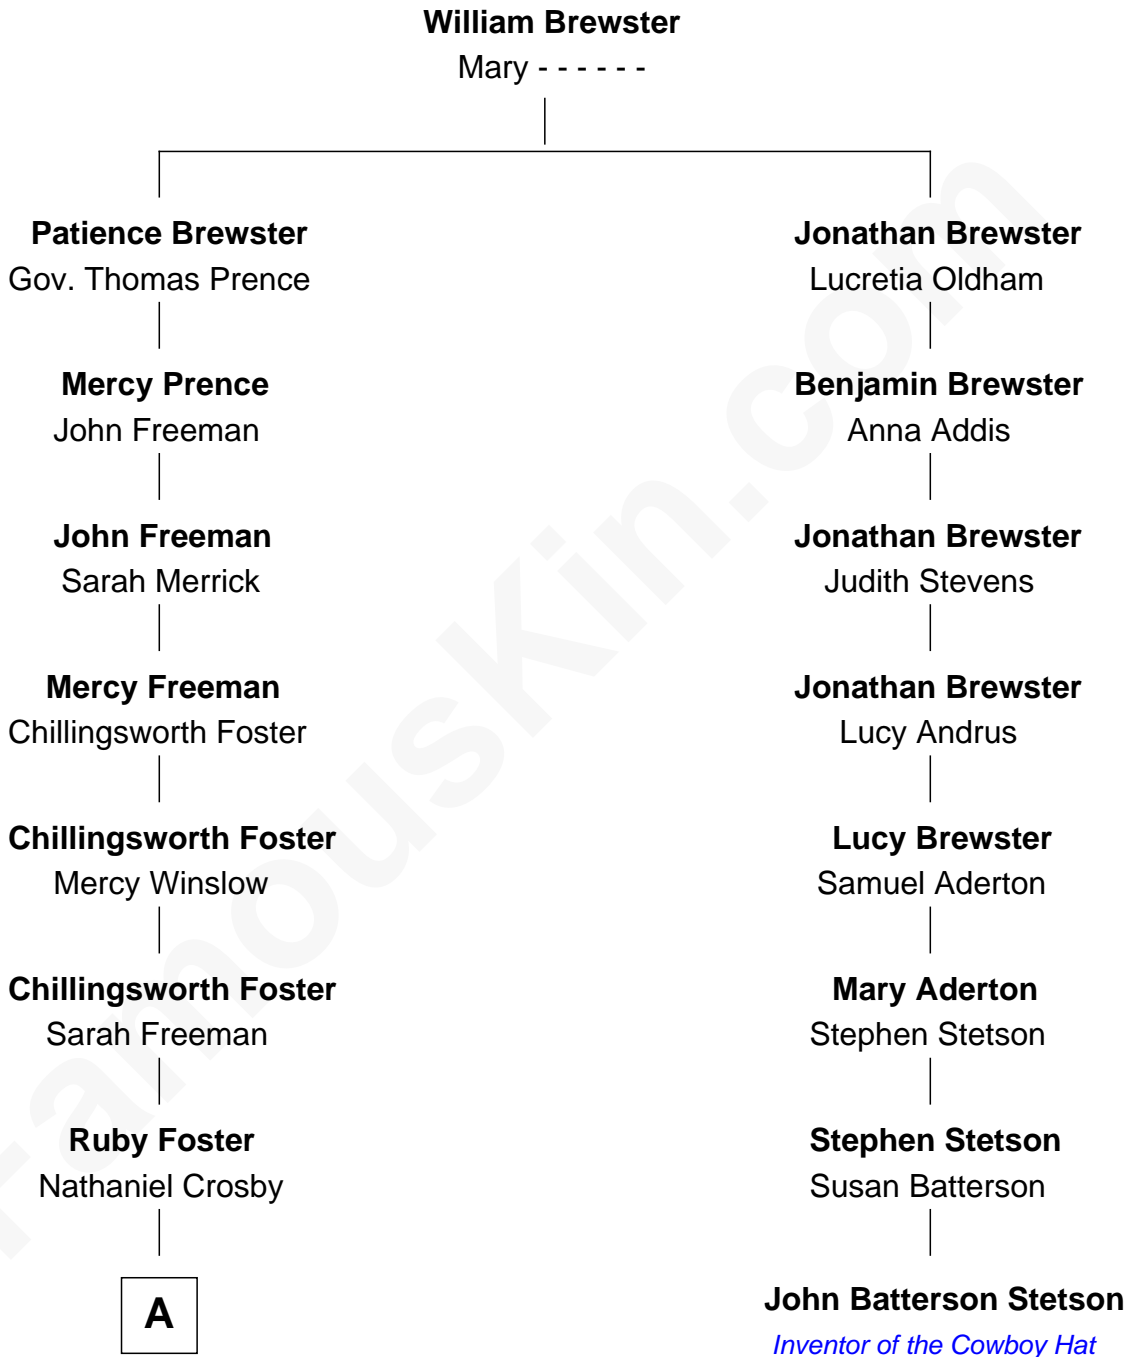 William Brewster
Mary - - - - - -
Patience Brewster
Gov. Thomas Prence
Jonathan Brewster
Lucretia Oldham
Mercy Prence
John Freeman
Benjamin Brewster
Anna Addis
John Freeman
Sarah Merrick
Jonathan Brewster
Judith Stevens
Mercy Freeman
Chillingsworth Foster
Jonathan Brewster
Lucy Andrus
Chillingsworth Foster
Mercy Winslow
Lucy Brewster
Samuel Aderton
Chillingsworth Foster
Sarah Freeman
Mary Aderton
Stephen Stetson
Ruby Foster
Nathaniel Crosby
Stephen Stetson
Susan Batterson
A
John Batterson Stetson
Inventor of the Cowboy Hat
FamousKin.com